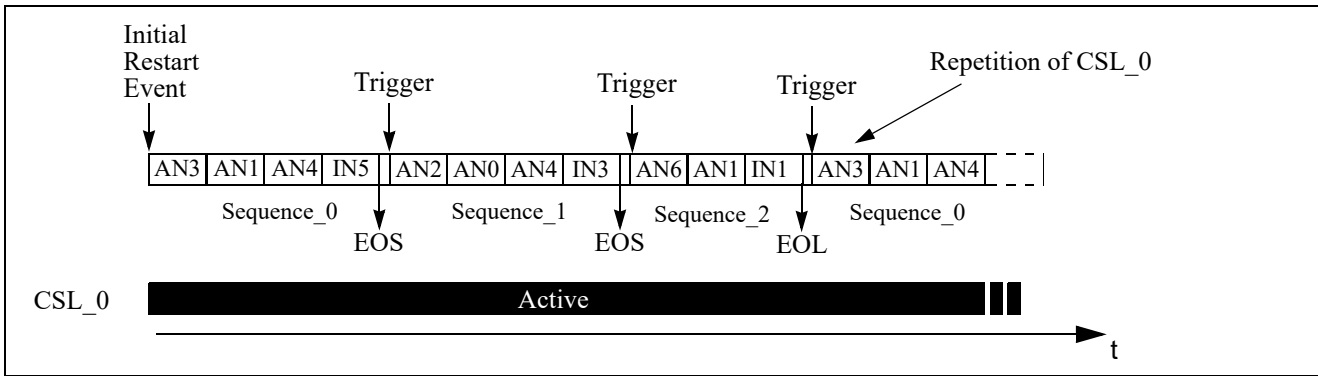 Initial
Restart
Event
Trigger
Trigger
Trigger
Repetition of CSL_0
AN3 AN1 AN4 IN5 AN2 AN0 AN4 IN3 AN6 AN1 IN1 AN3 AN1 AN4
Sequence_0 Sequence_1 Sequence_2 Sequence_0
EOS EOS EOL
CSL_0 Active
t